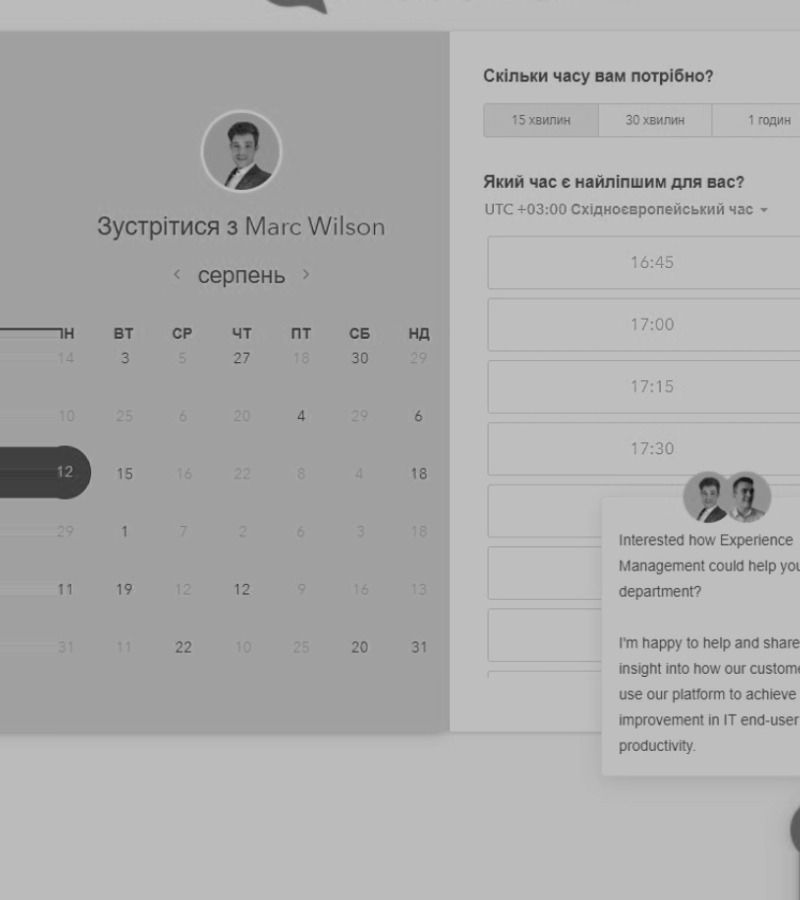 Зустрітися з Marc Wilson
‹ серпень ›
ВТ СР ЧТ ПТ СБ НД
14 3 5 27 18 30 29
10 25 6 20 4 29 6
12 15 16 22 8 4 18
29 1 7 2 6 3 18
11 19 12 12 9 16 13
31 11 22 10 25 20 31
Скільки часу вам потрібно?
15 хвилин 30 хвилин 1 годин
Який час є найліпшим для вас?
UTC +03:00 Східноєвропейський час
16:45
17:00
17:15
17:30
Interested how Experience
Management could help you
department?
I'm happy to help and share
insight into how our custome
use our platform to achieve
improvement in IT end-user
productivity.